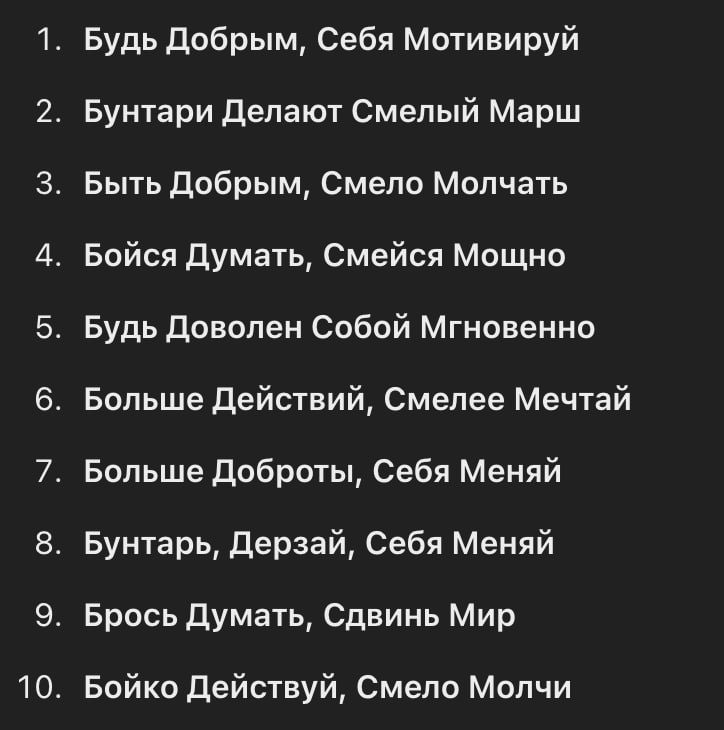 1. Будь Добрым, Себя Мотивируй
2. Бунтари Делают Смелый Марш
3. Быть Добрым, Смело Молчать
4. Бойся Думать, Смейся Мощно
5. Будь Доволен Собой Мгновенно
6. Больше Действий, Смелее Мечтай
7. Больше Доброты, Себя Меняй
8. Бунтарь, Дерзай, Себя Меняй
9. Брось Думать, Сдвинь Мир
10. Бойко Действуй, Смело Молчи